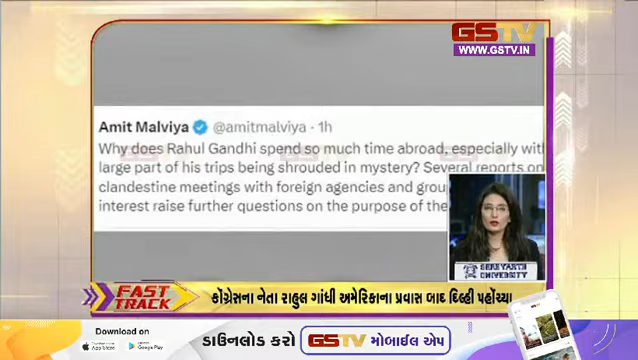 GSTV
WWW.GSTV.IN
Amit Malviya @amitmalviya · 1h
Why does Rahul Gandhi spend so much time abroad, especially with
large part of his trips being shrouded in mystery? Several reports on
clandestine meetings with foreign agencies and
interest raise further questions on the purpose of the
UNIVERSITY
FAST
TRACK
કોંગ્રેસના નેતા રાહુલ ગાંધી અમેરિકાના પ્રવાસ બાદ દિલ્હી પહોંચ્યા
Download on
App Store
Google Play
ડાઉનલોડ કરો GSTV મોબાઈલ એપ